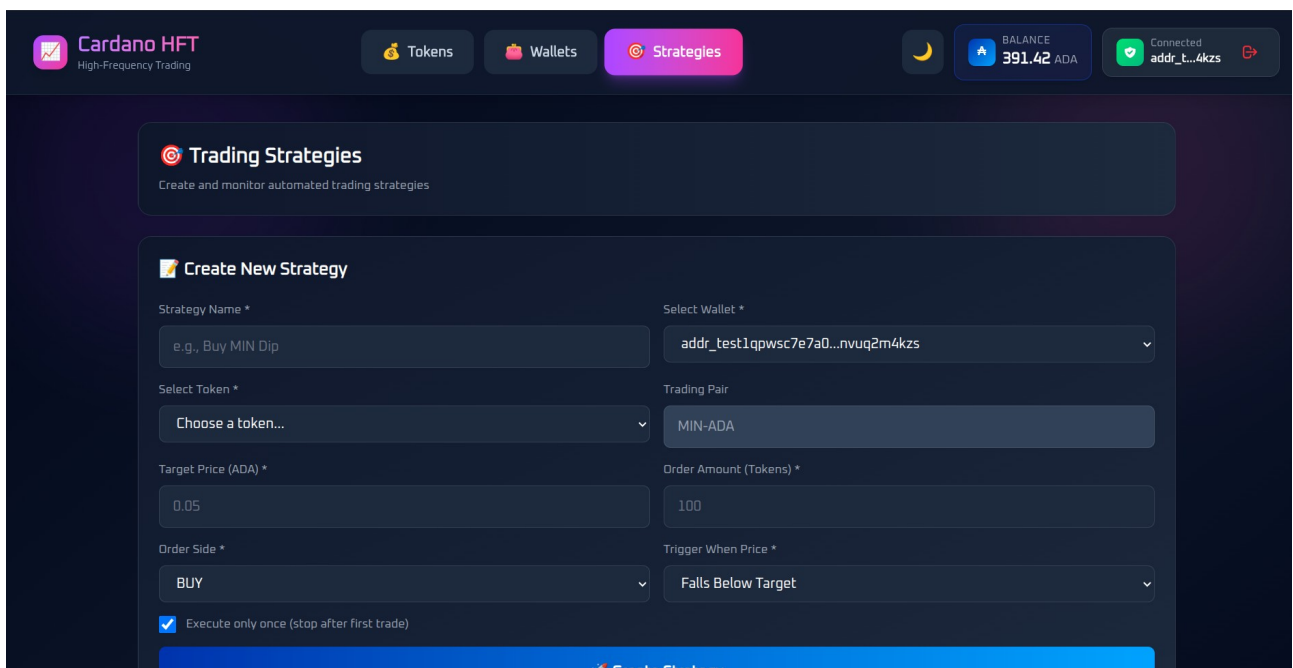 Cardano HFT
High-Frequency Trading
Tokens
Wallets
Strategies
BALANCE
391.42 ADA
Connected
addr_t...4kzs
Trading Strategies
Create and monitor automated trading strategies
Create New Strategy
Strategy Name *
Select Wallet *
e.g., Buy MIN Dip
addr_test1qpwsc7e7a0...nvuq2m4kzs
Select Token *
Trading Pair
Choose a token...
MIN-ADA
Target Price (ADA) *
Order Amount (Tokens) *
0.05
100
Order Side *
Trigger When Price *
BUY
Falls Below Target
Execute only once (stop after first trade)